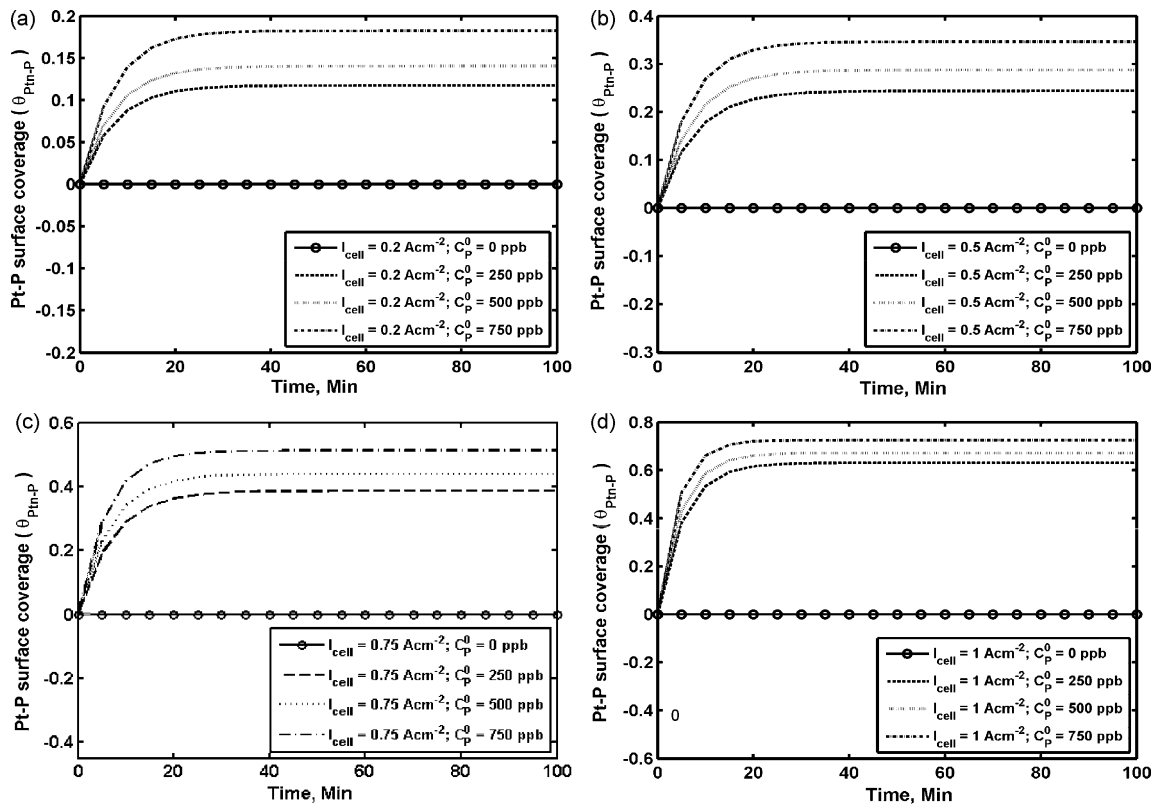 (a)
Pt-P surface coverage ( θPtn-P )
0.2
0.15
0.1
0.05
0
-0.05
-0.1
-0.15
-0.2
0 20 40 60 80 100
Time, Min
Icell = 0.2 Acm-2; C0P = 0 ppb
Icell = 0.2 Acm-2; C0P = 250 ppb
Icell = 0.2 Acm-2; C0P = 500 ppb
Icell = 0.2 Acm-2; C0P = 750 ppb
(b)
Pt-P surface coverage ( θPtn-P )
0.4
0.3
0.2
0.1
0
-0.1
-0.2
-0.3
0 20 40 60 80 100
Time, Min
Icell = 0.5 Acm-2; C0P = 0 ppb
Icell = 0.5 Acm-2; C0P = 250 ppb
Icell = 0.5 Acm-2; C0P = 500 ppb
Icell = 0.5 Acm-2; C0P = 750 ppb
(c)
Pt-P surface coverage ( θPtn-P )
0.6
0.4
0.2
0
-0.2
-0.4
0 20 40 60 80 100
Time, Min
Icell = 0.75 Acm-2; C0P = 0 ppb
Icell = 0.75 Acm-2; C0P = 250 ppb
Icell = 0.75 Acm-2; C0P = 500 ppb
Icell = 0.75 Acm-2; C0P = 750 ppb
(d)
Pt-P surface coverage ( θPtn-P )
0.8
0.6
0.4
0.2
0
-0.2
-0.4
-0.6
0
0 20 40 60 80 100
Time, Min
Icell = 1 Acm-2; C0P = 0 ppb
Icell = 1 Acm-2; C0P = 250 ppb
Icell = 1 Acm-2; C0P = 500 ppb
Icell = 1 Acm-2; C0P = 750 ppb